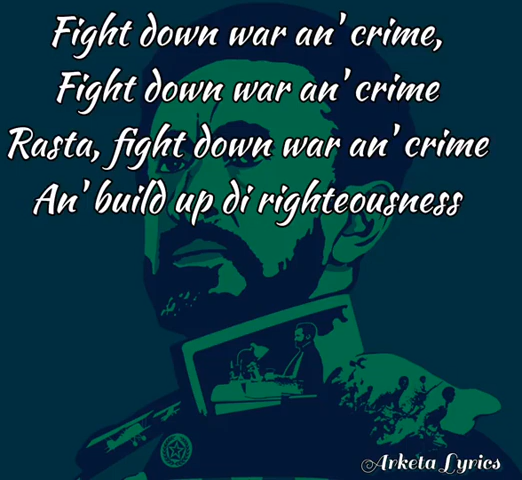 Fight down war an' crime,
Fight down war an' crime
Rasta, fight down war an' crime
An' build up di righteousness
Arketa Lyrics